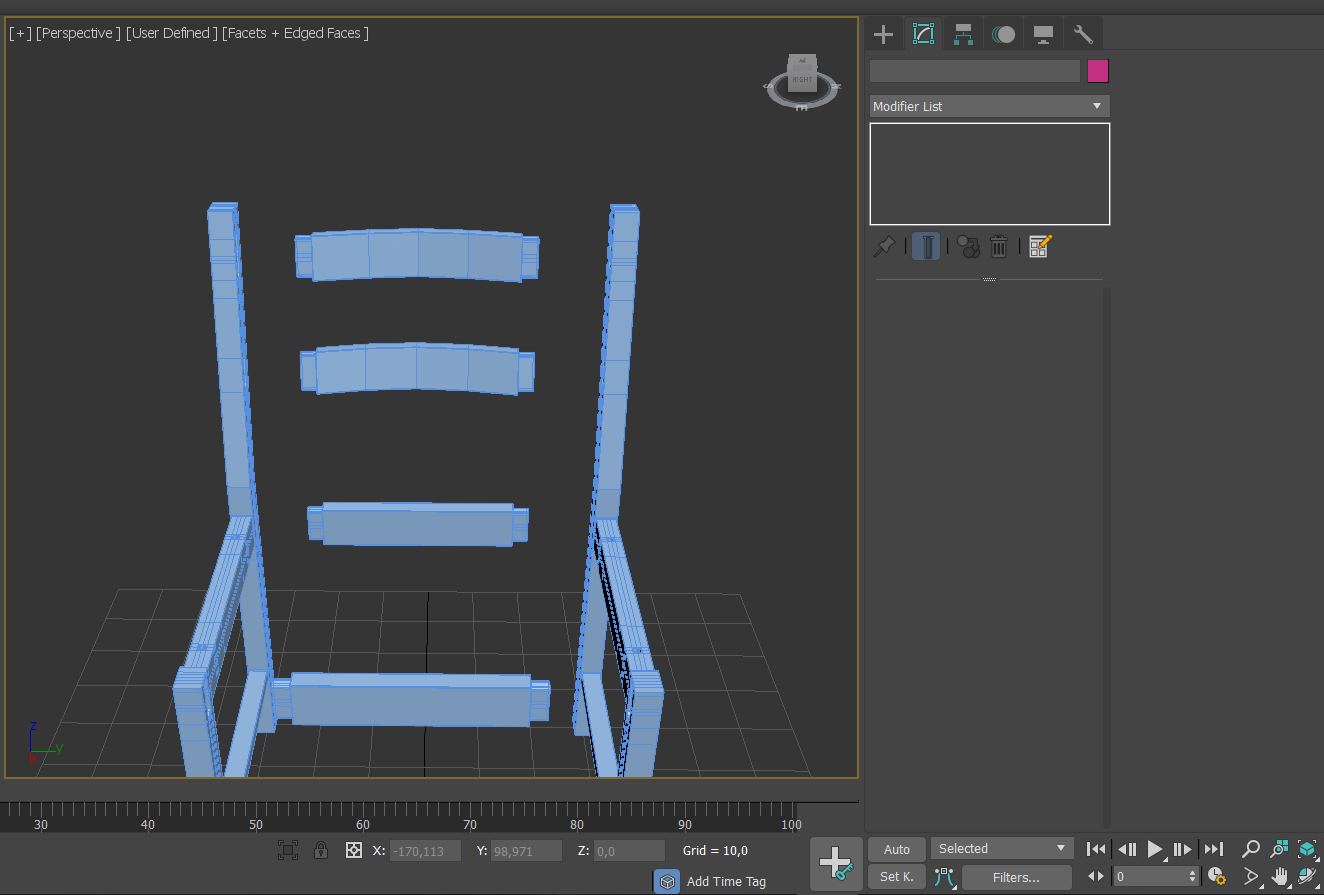 [+] [Perspective ] [User Defined ] [Facets + Edged Faces ]
RIGHT
Modifier List
z
y
30 40 50 60 70 80 90 100
X: -170,113 Y: 98,971 Z: 0,0 Grid = 10,0
Auto
Selected
Add Time Tag
Set K.
Filters...
0